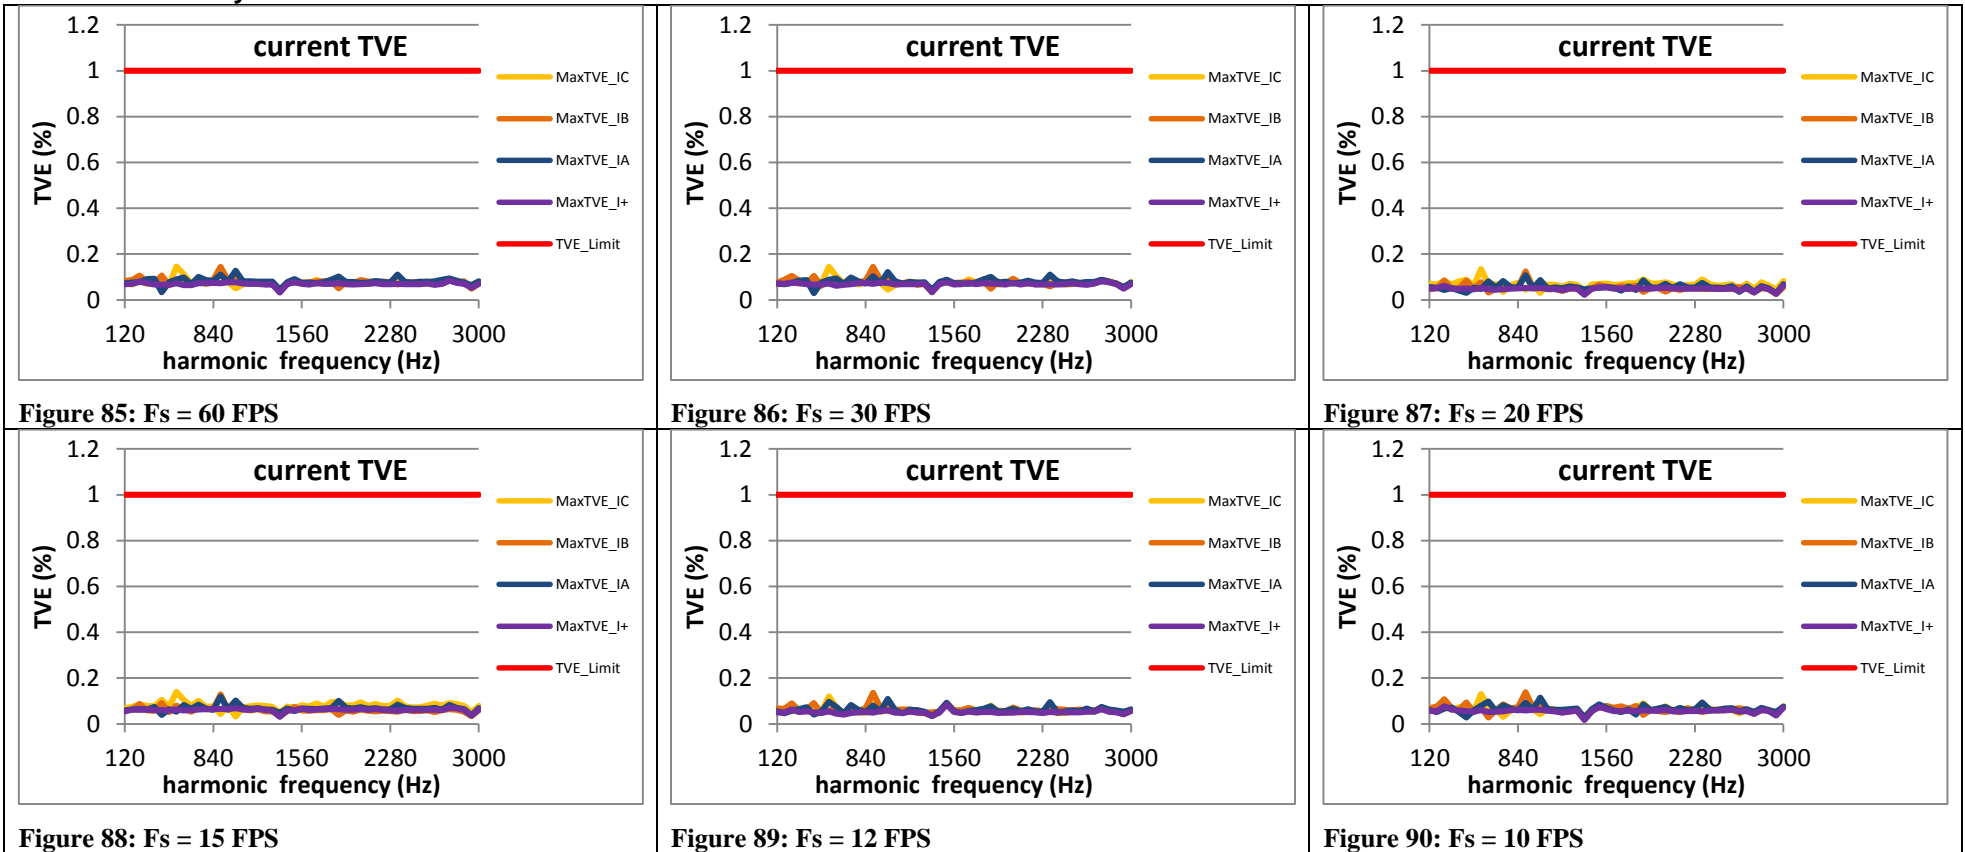 1.2
current TVE
1
0.8
0.6
0.4
0.2
0
TVE (%)
120 840 1560 2280 3000
harmonic frequency (Hz)
MaxTVE_IC
MaxTVE_IB
MaxTVE_IA
MaxTVE_I+
TVE_Limit
Figure 85: Fs = 60 FPS
1.2
current TVE
1
0.8
0.6
0.4
0.2
0
TVE (%)
120 840 1560 2280 3000
harmonic frequency (Hz)
MaxTVE_IC
MaxTVE_IB
MaxTVE_IA
MaxTVE_I+
TVE_Limit
Figure 86: Fs = 30 FPS
1.2
current TVE
1
0.8
0.6
0.4
0.2
0
TVE (%)
120 840 1560 2280 3000
harmonic frequency (Hz)
MaxTVE_IC
MaxTVE_IB
MaxTVE_IA
MaxTVE_I+
TVE_Limit
Figure 87: Fs = 20 FPS
1.2
current TVE
1
0.8
0.6
0.4
0.2
0
TVE (%)
120 840 1560 2280 3000
harmonic frequency (Hz)
MaxTVE_IC
MaxTVE_IB
MaxTVE_IA
MaxTVE_I+
TVE_Limit
Figure 88: Fs = 15 FPS
1.2
current TVE
1
0.8
0.6
0.4
0.2
0
TVE (%)
120 840 1560 2280 3000
harmonic frequency (Hz)
MaxTVE_IC
MaxTVE_IB
MaxTVE_IA
MaxTVE_I+
TVE_Limit
Figure 89: Fs = 12 FPS
1.2
current TVE
1
0.8
0.6
0.4
0.2
0
TVE (%)
120 840 1560 2280 3000
harmonic frequency (Hz)
MaxTVE_IC
MaxTVE_IB
MaxTVE_IA
MaxTVE_I+
TVE_Limit
Figure 90: Fs = 10 FPS